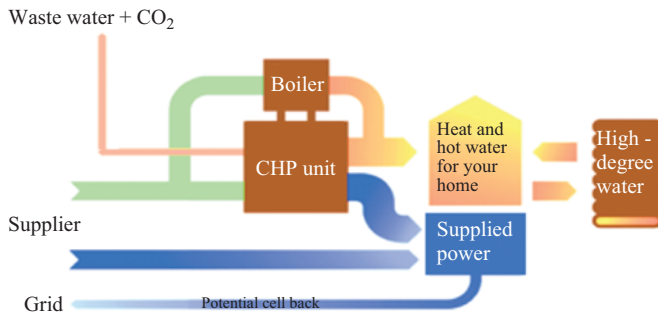 Waste water + CO₂
Boiler
CHP unit
Heat and
hot water
for your
home
High -
degree
water
Supplier
Supplied
power
Grid
Potential cell back